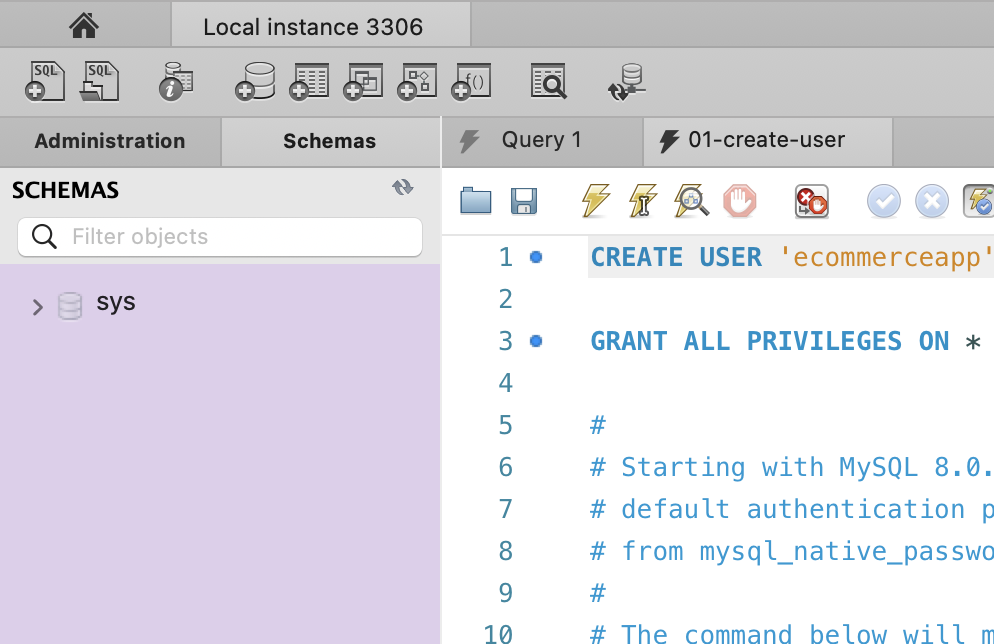 Local instance 3306
SQL SQL f()
Administration Schemas Query 1 01-create-user
SCHEMAS
Filter objects
sys
1 CREATE USER 'ecommerceapp'
2
3 GRANT ALL PRIVILEGES ON *
4
5 #
6 # Starting with MySQL 8.0.
7 # default authentication p
8 # from mysql_native_passwo
9 #
10 # The command below will m